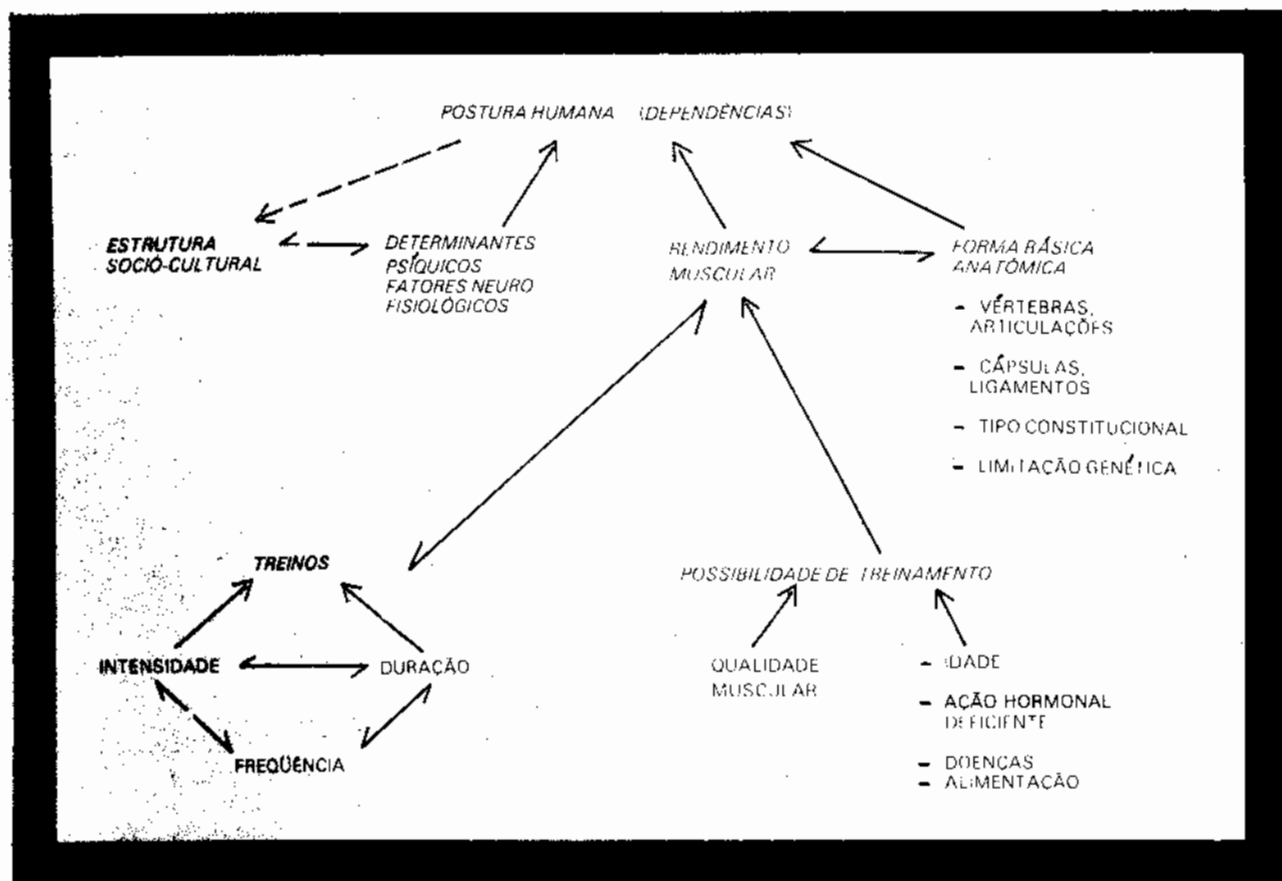 POSTURA HUMANA (DEPENDÊNCIAS)
ESTRUTURA
SOCIÓ-CULTURAL
DETERMINANTES
PSÍQUICOS
FATORES NEURO
FISIOLÓGICOS
RENDIMENTO
MUSCULAR
FORMA BÁSICA
ANATÔMICA
- VÉRTEBRAS,
ARTICULAÇÕES
- CÁPSULAS,
LIGAMENTOS
- TIPO CONSTITUCIONAL
- LIMITAÇÃO GENÉTICA
TREINOS
INTENSIDADE
DURAÇÃO
FREQÜÊNCIA
POSSIBILIDADE DE TREINAMENTO
QUALIDADE
MUSCULAR
- IDADE
- AÇÃO HORMONAL
DEFICIENTE
- DOENÇAS
- ALIMENTAÇÃO